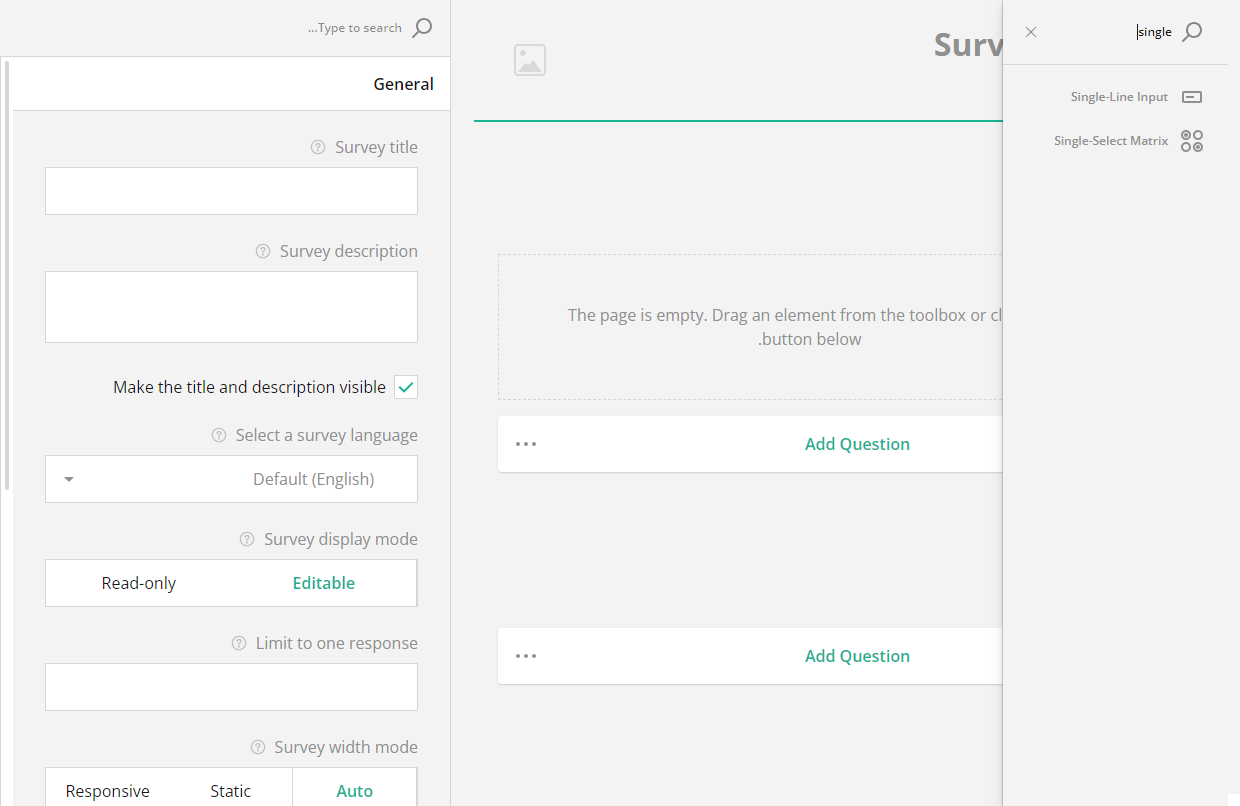 ...Type to search
General
Survey title
Survey description
Make the title and description visible
Select a survey language
Default (English)
Survey display mode
Read-only
Editable
Limit to one response
Survey width mode
Responsive
Static
Auto
Surv
The page is empty. Drag an element from the toolbox or cl
.button below
Add Question
Add Question
single
Single-Line Input
Single-Select Matrix